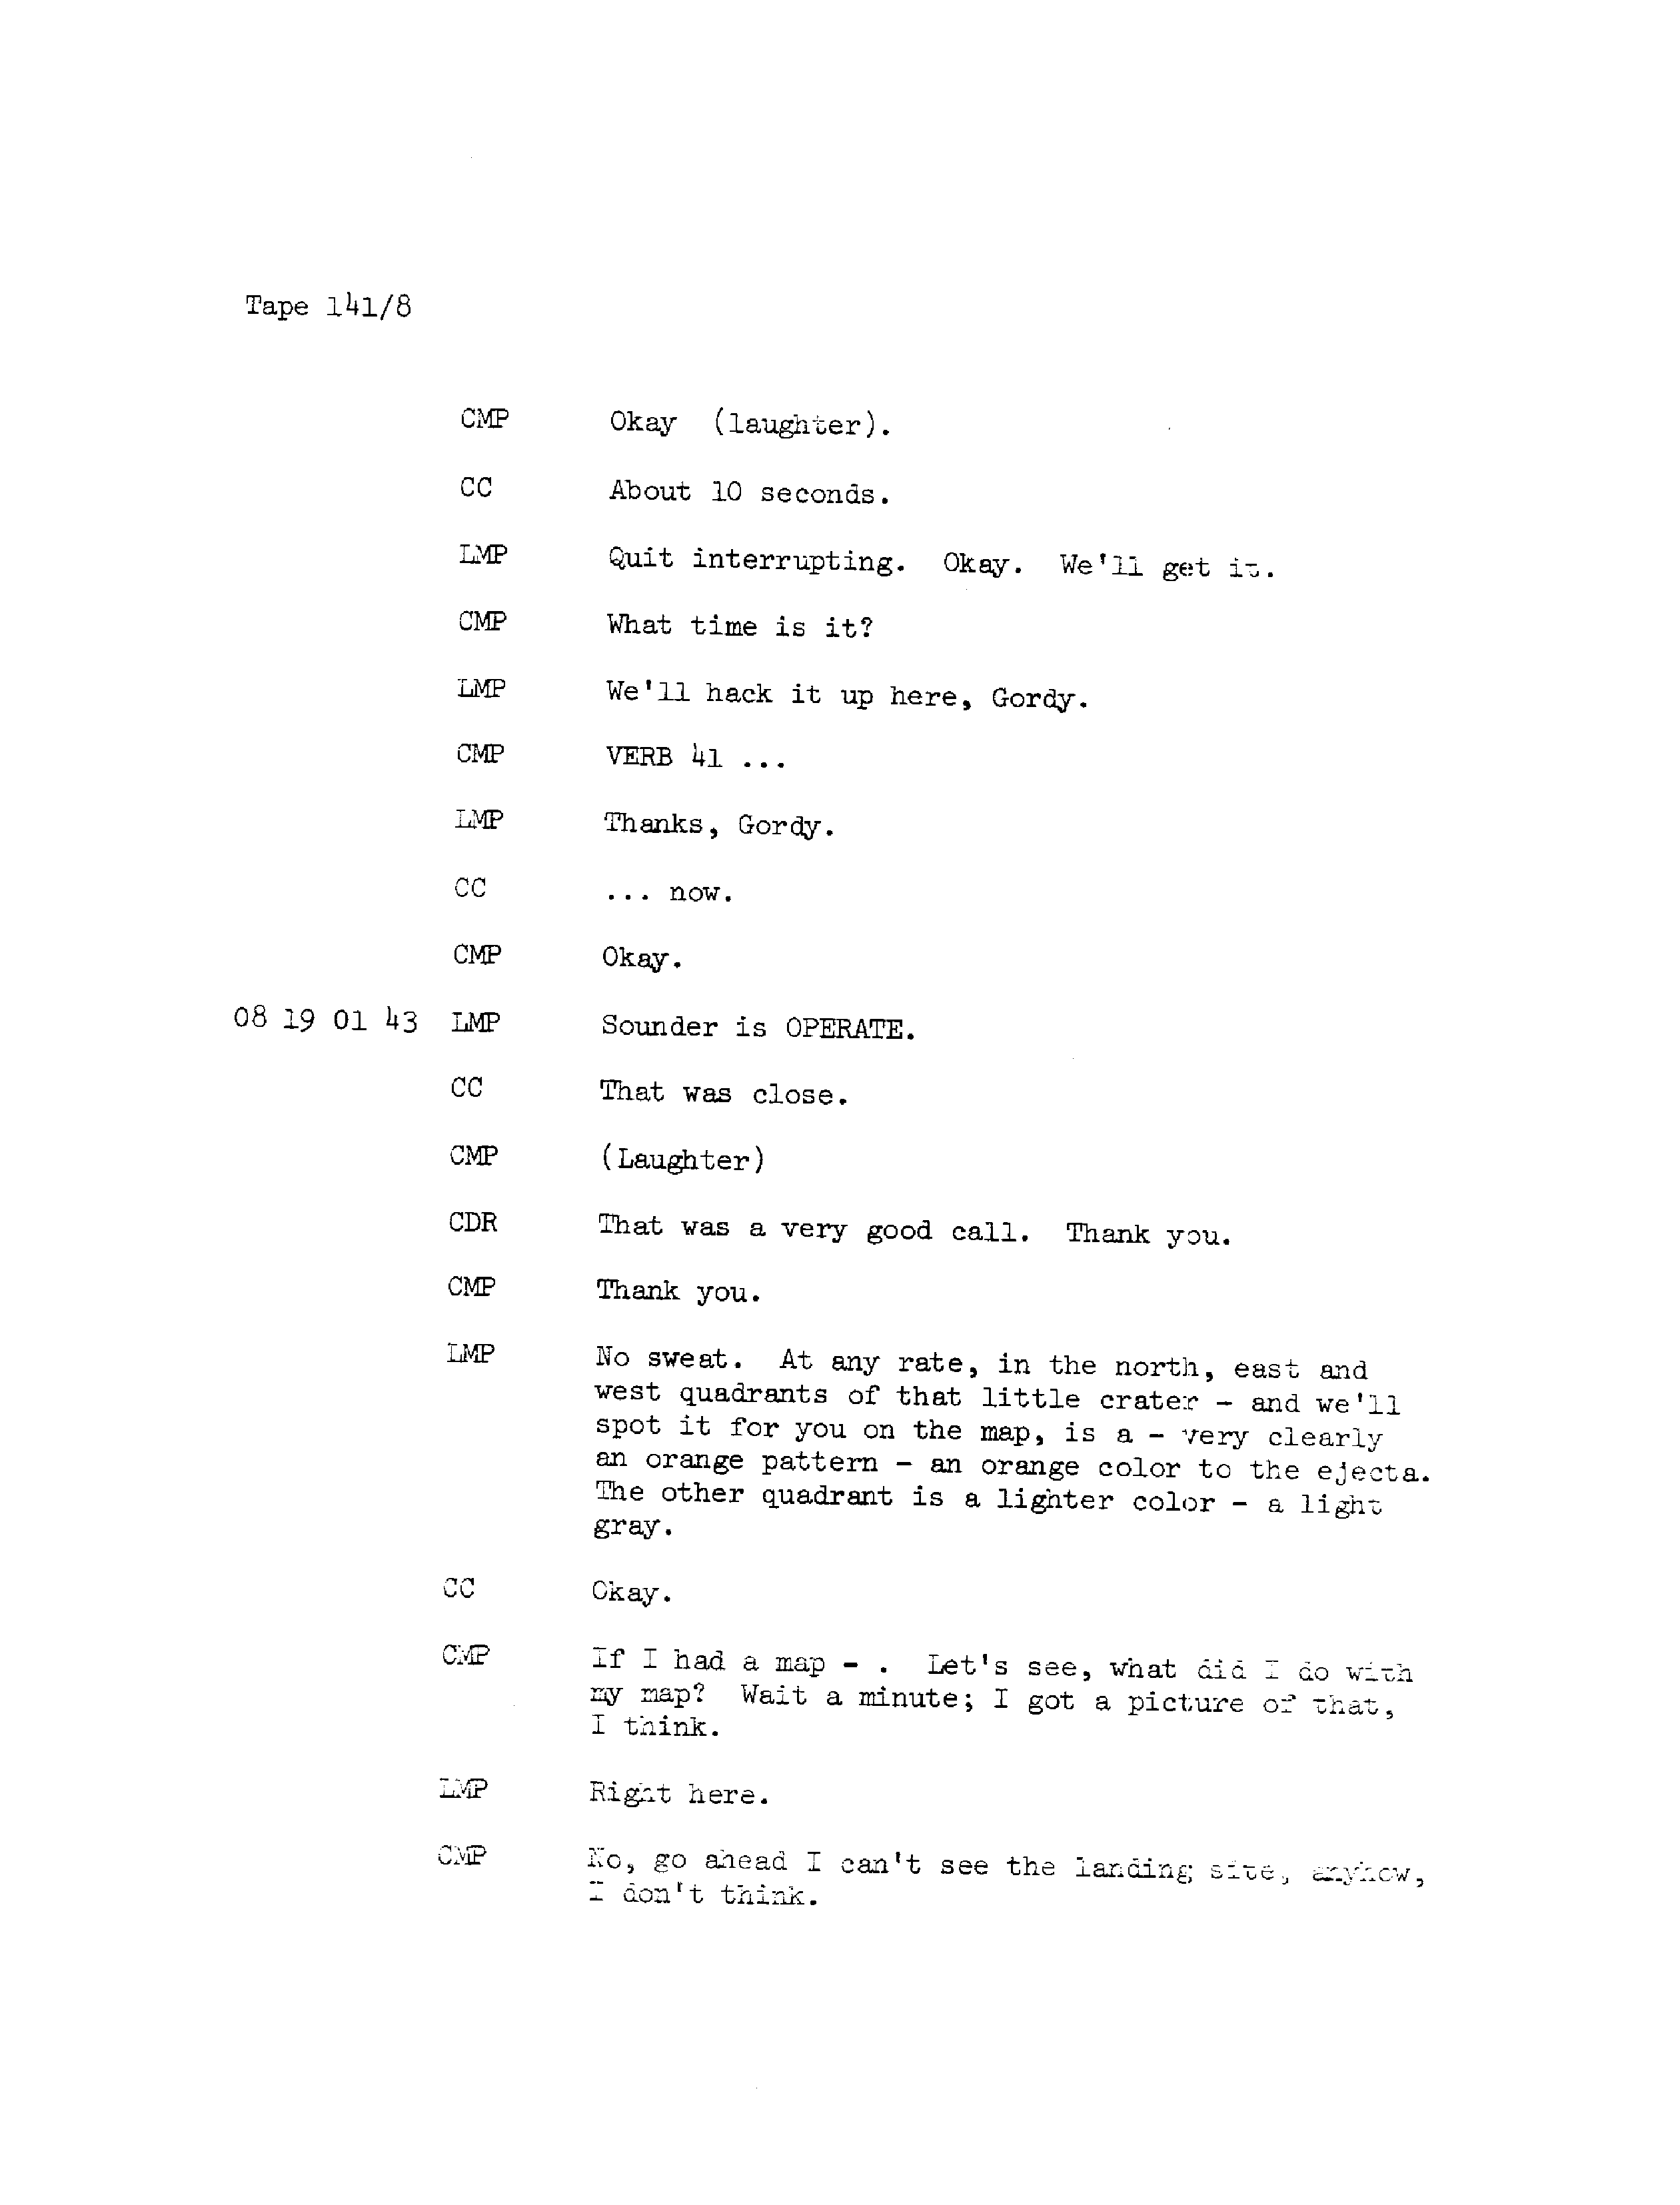 Tape 141/8
CMP Okay (laughter).
CC About 10 seconds.
LMP Quit interrupting. Okay. We'll get it.
CMP What time is it?
LMP We'll hack it up here, Gordy.
CMP VERB 41 ...
LMP Thanks, Gordy.
CC ... now.
CMP Okay.
08 19 01 43 LMP Sounder is OPERATE.
CC That was close.
CMP (Laughter)
CDR That was a very good call. Thank you.
CMP Thank you.
LMP No sweat. At any rate, in the north, east and
west quadrants of that little crater - and we'll
spot it for you on the map, is a - very clearly
an orange pattern - an orange color to the ejecta.
The other quadrant is a lighter color - a light
gray.
CC Okay.
CMP If I had a map - . Let's see, what did I do with
my map? Wait a minute; I got a picture of that,
I think.
LMP Right here.
CMP No, go ahead I can't see the landing site, anyhow,
I don't think.